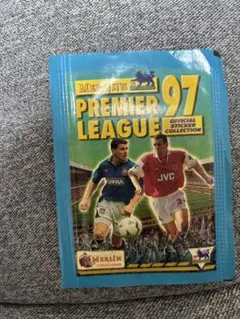 PREMIER
LEAGUE
97
OFFICIAL
STICKER
COLLECTION
JVC
MERLIN